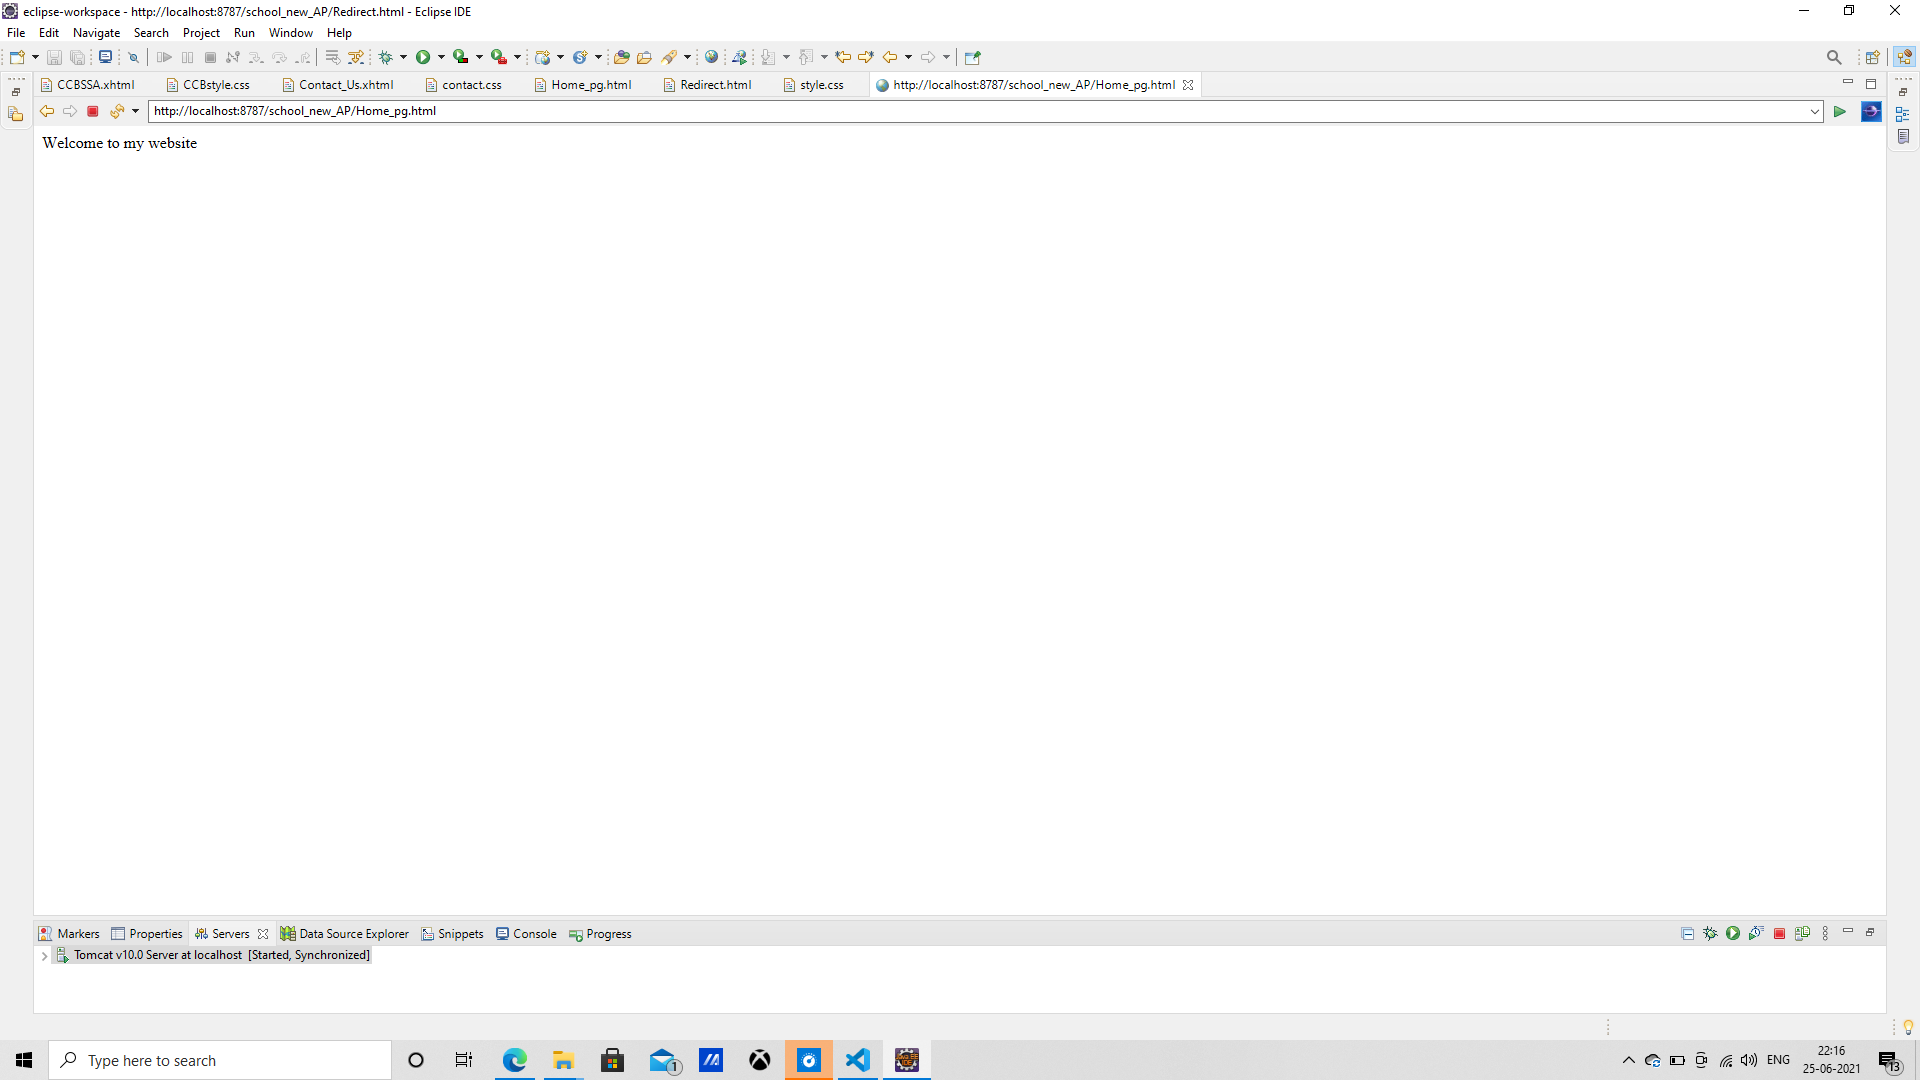 eclipse-workspace - http://localhost:8787/school_new_AP/Redirect.html - Eclipse IDE
File Edit Navigate Search Project Run Window Help
CCBSSA.xhtml CCBstyle.css Contact_Us.xhtml contact.css Home_pg.html Redirect.html style.css http://localhost:8787/school_new_AP/Home_pg.html
http://localhost:8787/school_new_AP/Home_pg.html
Welcome to my website
Markers Properties Servers Data Source Explorer Snippets Console Progress
Tomcat v10.0 Server at localhost [Started, Synchronized]
Type here to search
1
ENG
22:16
25-06-2021
13